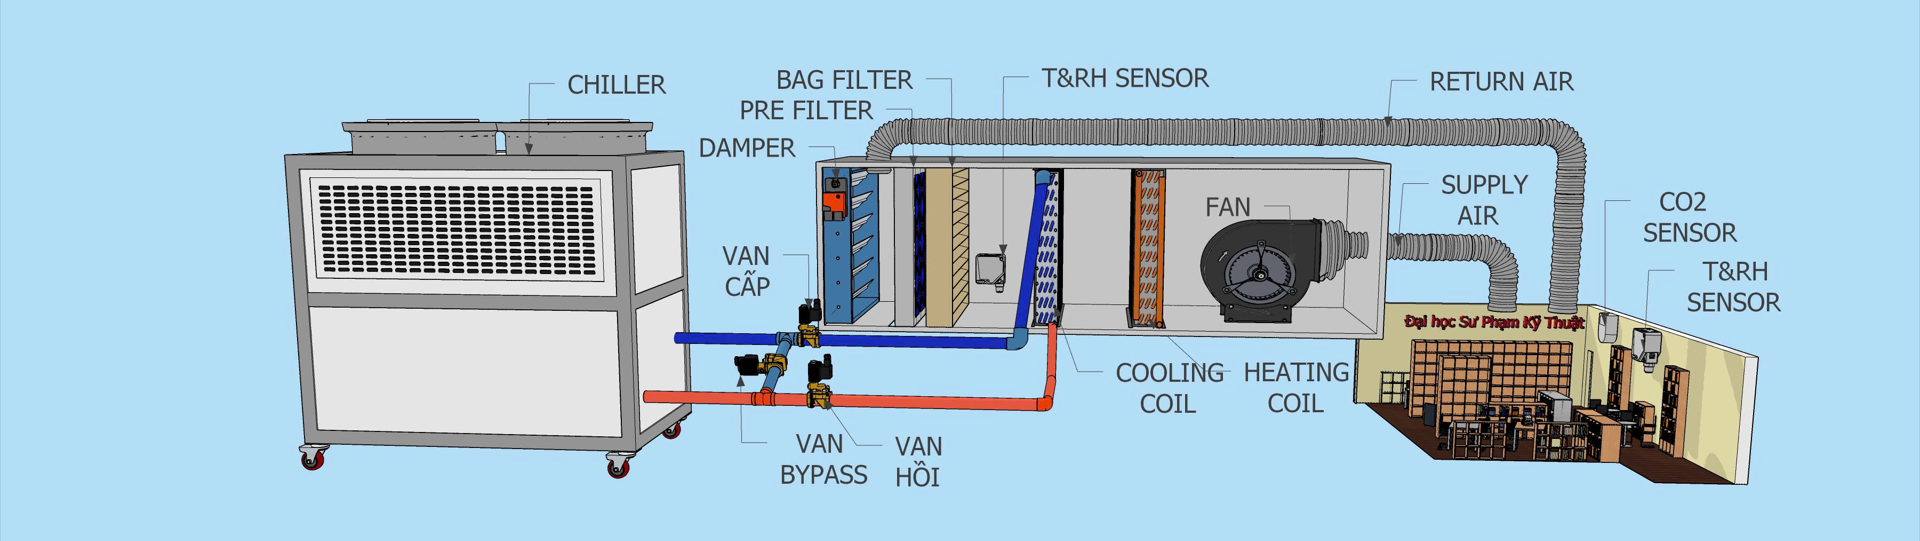 CHILLER
BAG FILTER
PRE FILTER
DAMPER
T&RH SENSOR
RETURN AIR
SUPPLY
AIR
FAN
CO2
SENSOR
T&RH
SENSOR
VAN
CẤP
Đại học Sư Phạm Kỹ Thuật
COOLING
COIL
HEATING
COIL
VAN
BYPASS
VAN
HỒI